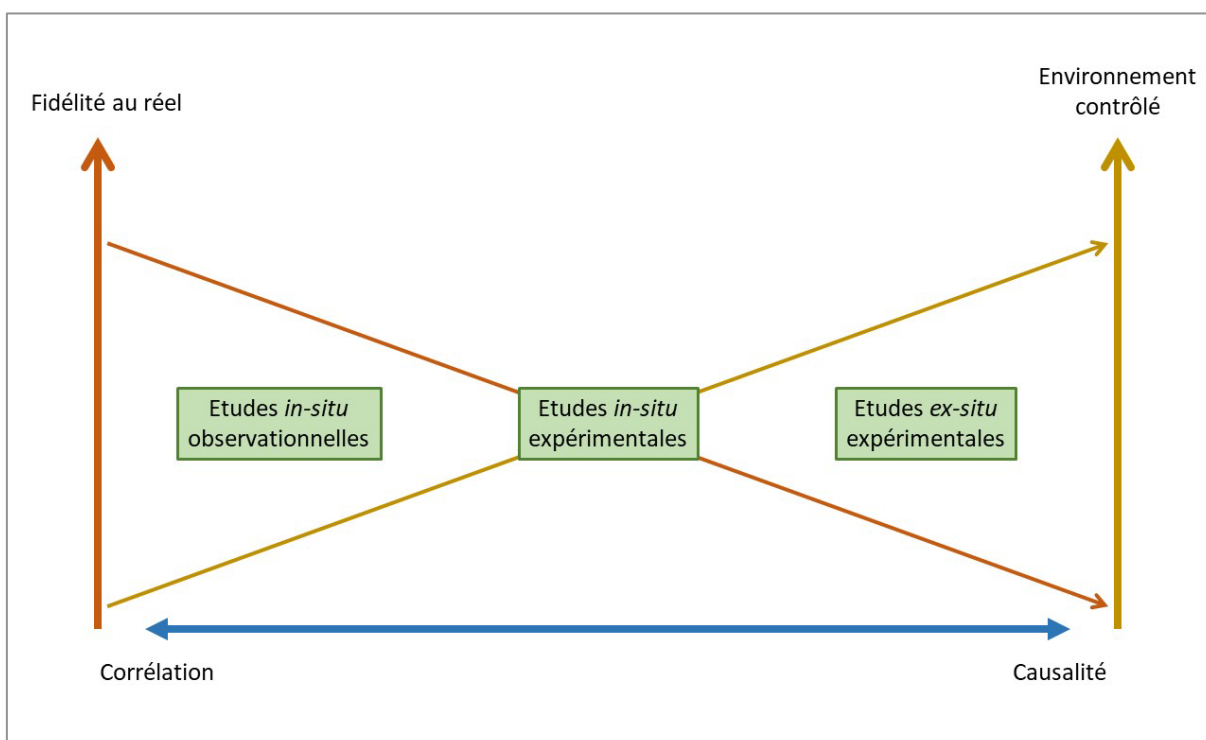 Fidélité au réel
Environnement
contrôlé
Etudes in-situ
observationnelles
Etudes in-situ
expérimentales
Etudes ex-situ
expérimentales
Corrélation
Causalité